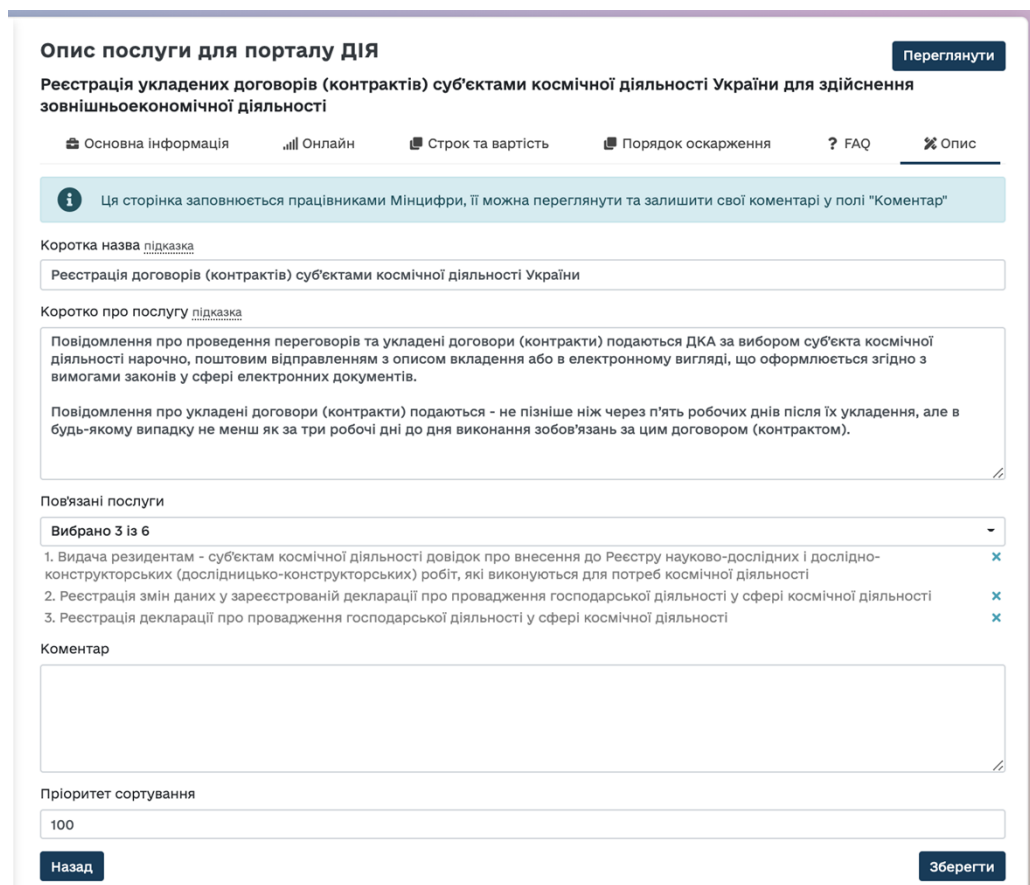 Опис послуги для порталу ДІЯ
Переглянути
Реєстрація укладених договорів (контрактів) суб’єктами космічної діяльності України для здійснення
зовнішньоекономічної діяльності
Основна інформація
Онлайн
Строк та вартість
Порядок оскарження
? FAQ
Опис
Ця сторінка заповнюється працівниками Мінцифри, її можна переглянути та залишити свої коментарі у полі "Коментар"
Коротка назва підказка
Реєстрація договорів (контрактів) суб’єктами космічної діяльності України
Коротко про послугу підказка
Повідомлення про проведення переговорів та укладені договори (контракти) подаються ДКА за вибором суб’єкта космічної
діяльності нарочно, поштовим відправленням з описом вкладення або в електронному вигляді, що оформлюється згідно з
вимогами законів у сфері електронних документів.
Повідомлення про укладені договори (контракти) подаються - не пізніше ніж через п’ять робочих днів після їх укладення, але в
будь-якому випадку не менш як за три робочі дні до дня виконання зобов’язань за цим договором (контрактом).
Пов'язані послуги
Вибрано 3 із 6
1. Видача резидентам - суб’єктам космічної діяльності довідок про внесення до Реєстру науково-дослідних і дослідно-
конструкторських (дослідницько-конструкторських) робіт, які виконуються для потреб космічної діяльності
2. Реєстрація змін даних у зареєстрованій декларації про провадження господарської діяльності у сфері космічної діяльності
3. Реєстрація декларації про провадження господарської діяльності у сфері космічної діяльності
Коментар
Пріоритет сортування
100
Назад
Зберегти